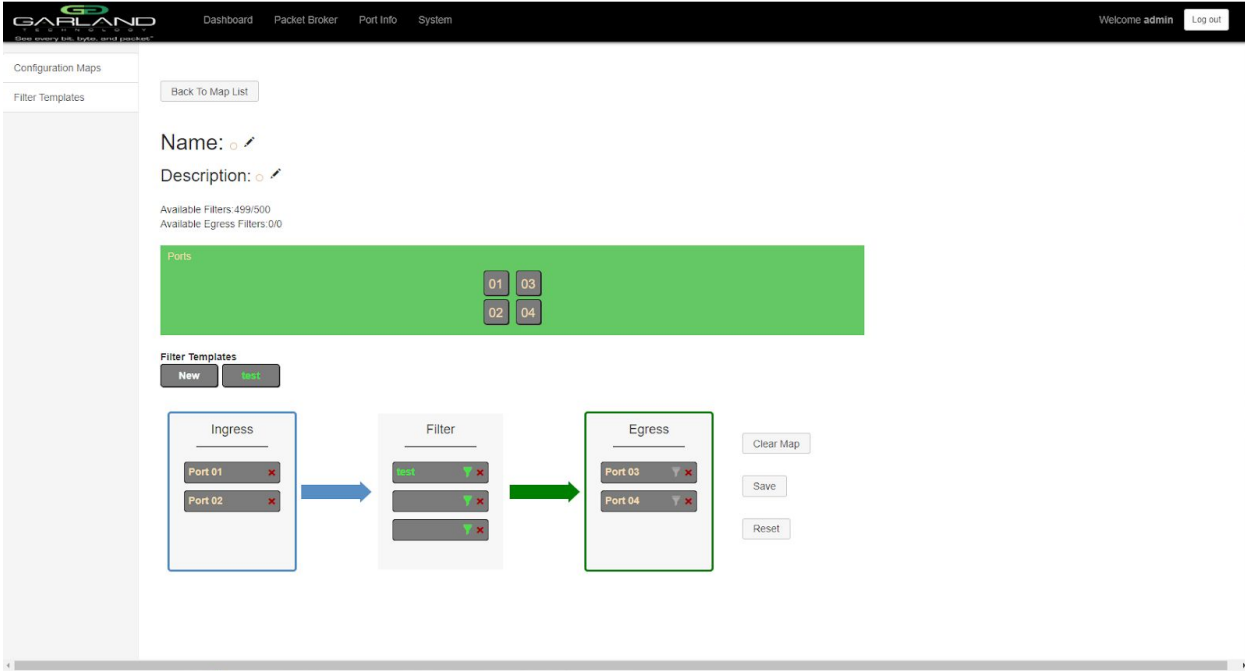 GARLAND
TECHNOLOGY
See every bit, byte, and packet™
Dashboard Packet Broker Port Info System
Welcome admin Log out
Configuration Maps
Filter Templates
Back To Map List
Name:
Description:
Available Filters:499/500
Available Egress Filters:0/0
Ports
01 03
02 04
Filter Templates
New test
Ingress Filter Egress
Clear Map
Port 01 test Port 03
Save
Port 02 Port 04
Reset